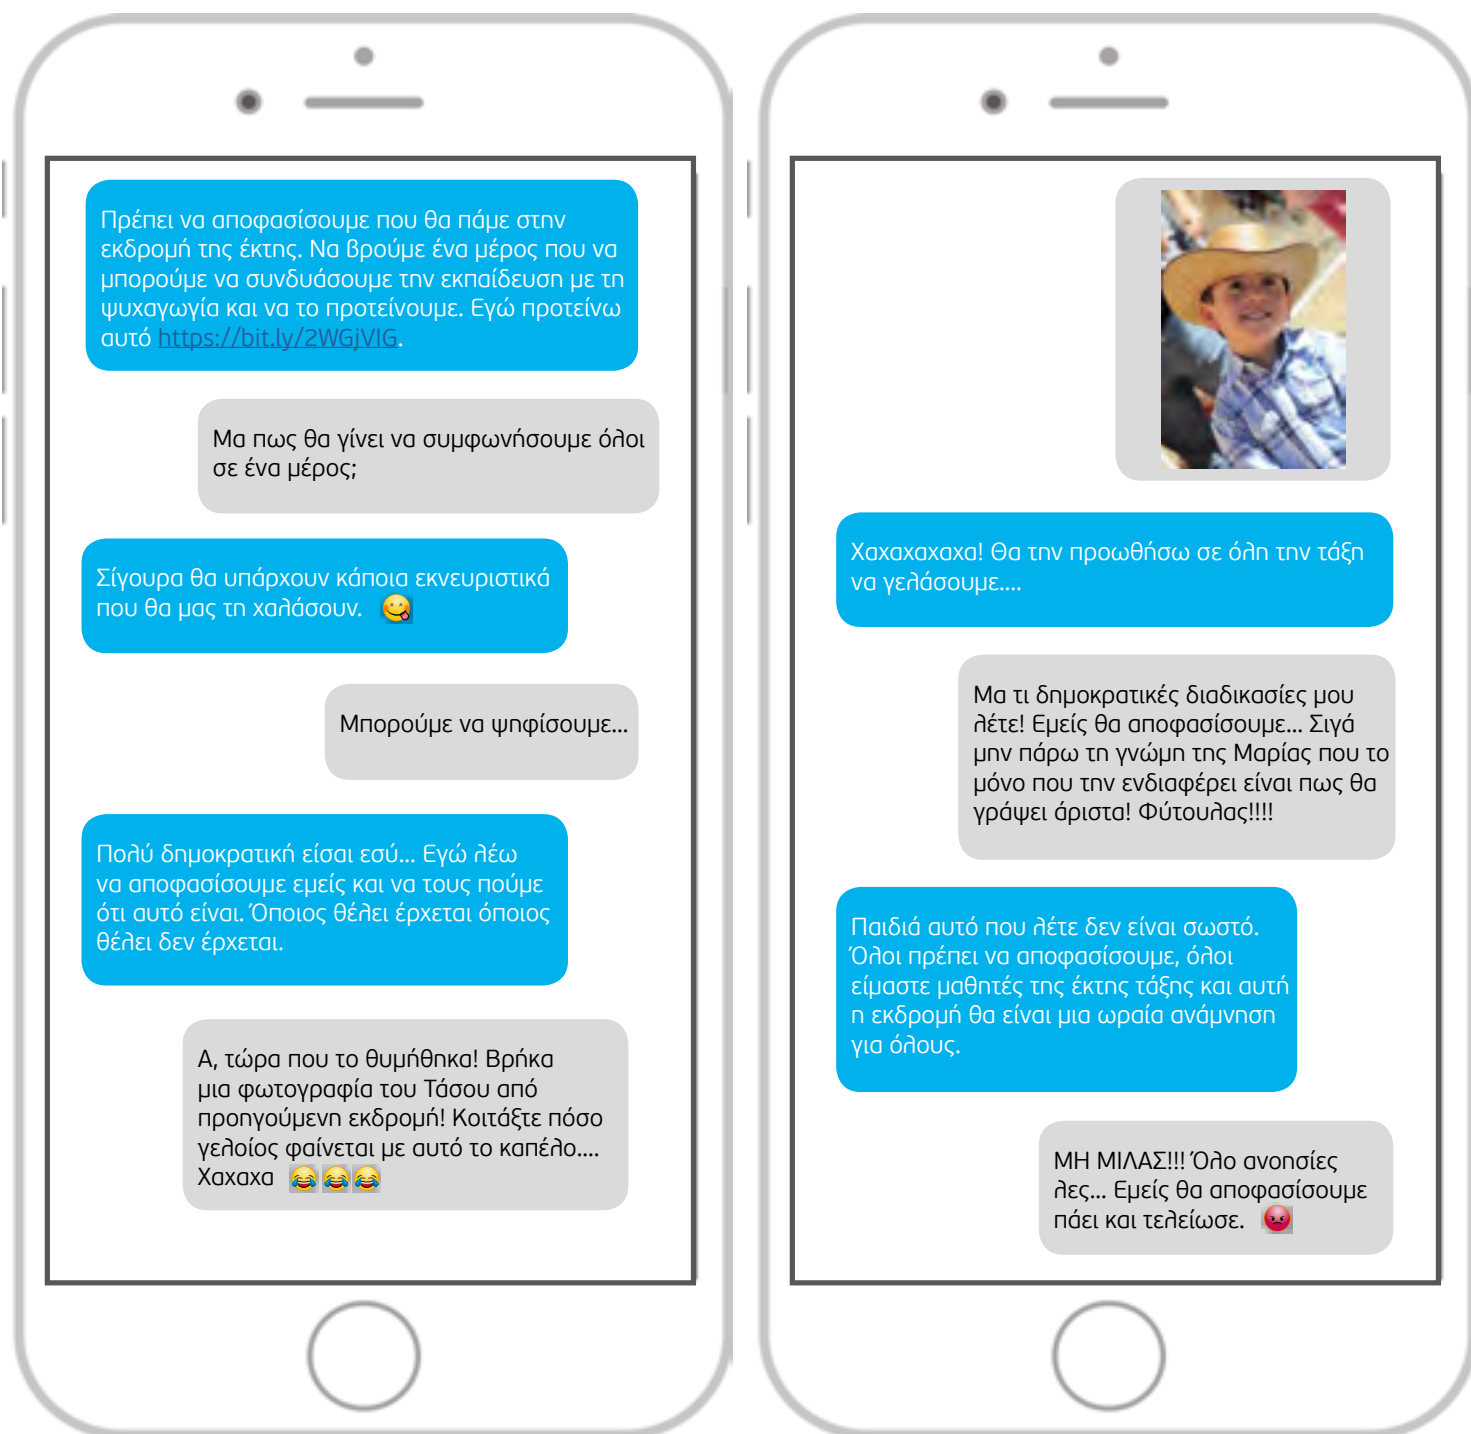 Πρέπει να αποφασίσουμε που θα πάμε στην
εκδρομή της έκτης. Να βρούμε ένα μέρος που να
μπορούμε να συνδυάσουμε την εκπαίδευση με τη
ψυχαγωγία και να το προτείνουμε. Εγώ προτείνω
αυτό https://bit.ly/2WGjVIG.
Μα πως θα γίνει να συμφωνήσουμε όλοι
σε ένα μέρος;
Σίγουρα θα υπάρχουν κάποια εκνευριστικά
που θα μας τη χαλάσουν. 😋
Μπορούμε να ψηφίσουμε...
Πολύ δημοκρατική είσαι εσύ... Εγώ λέω
να αποφασίσουμε εμείς και να τους πούμε
ότι αυτό είναι. Όποιος θέλει έρχεται όποιος
θέλει δεν έρχεται.
Α, τώρα που το θυμήθηκα! Βρήκα
μια φωτογραφία του Τάσου από
προηγούμενη εκδρομή! Κοιτάξτε πόσο
γελοίος φαίνεται με αυτό το καπέλο....
Χαχαχα 😂😂😂
Χαχαχαχαχα! Θα την προωθήσω σε όλη την τάξη
να γελάσουμε....
Μα τι δημοκρατικές διαδικασίες μου
λέτε! Εμείς θα αποφασίσουμε... Σιγά
μην πάρω τη γνώμη της Μαρίας που το
μόνο που την ενδιαφέρει είναι πως θα
γράψει άριστα! Φύτουλας!!!!
Παιδιά αυτό που λέτε δεν είναι σωστό.
Όλοι πρέπει να αποφασίσουμε, όλοι
είμαστε μαθητές της έκτης τάξης και αυτή
η εκδρομή θα είναι μια ωραία ανάμνηση
για όλους.
ΜΗ ΜΙΛΑΣ!!! Όλο ανοησίες
λες... Εμείς θα αποφασίσουμε
πάει και τελείωσε. 😡